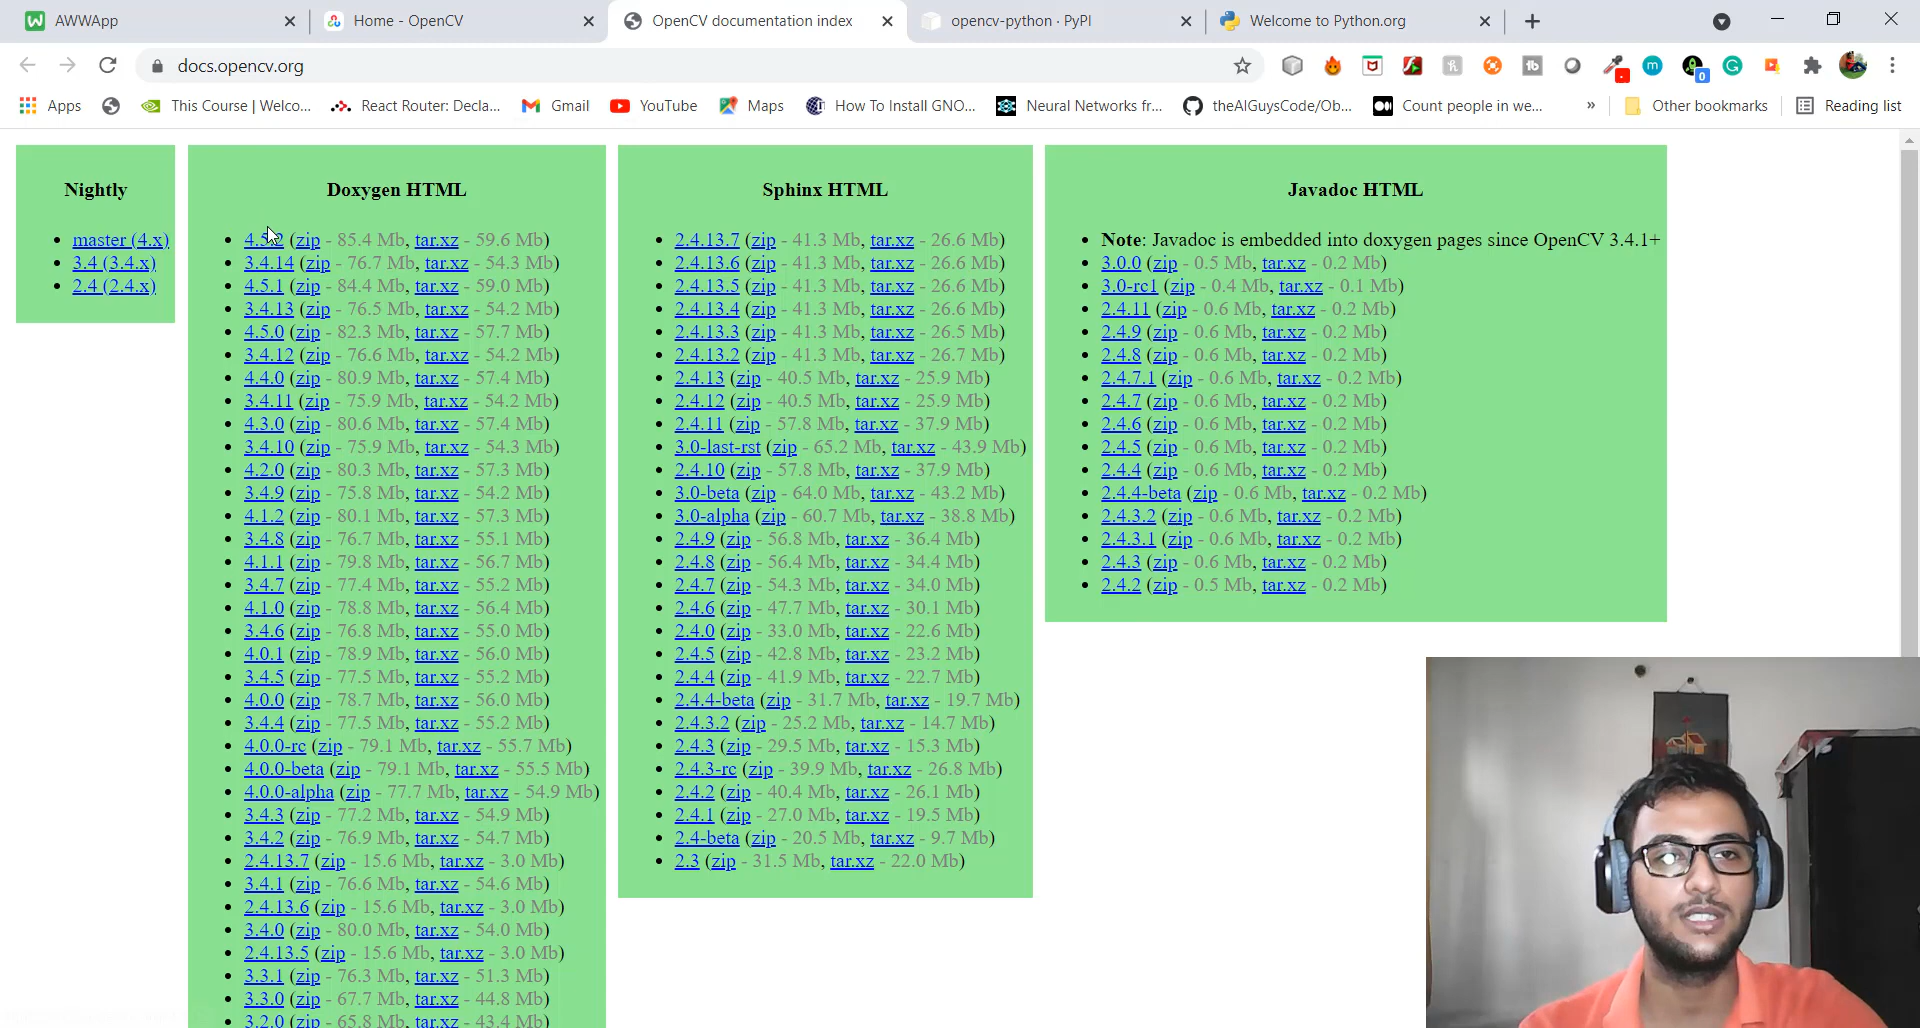 AWWApp
Home - OpenCV
OpenCV documentation index
opencv-python · PyPI
Welcome to Python.org
docs.opencv.org
0
Apps
This Course | Welco...
React Router: Decla...
Gmail
YouTube
Maps
How To Install GNO...
Neural Networks fr...
theAIGuysCode/Ob...
Count people in we...
»
Other bookmarks
Reading list
Nightly
master (4.x)
3.4 (3.4.x)
2.4 (2.4.x)
Doxygen HTML
4.5.2 (zip - 85.4 Mb, tar.xz - 59.6 Mb)
3.4.14 (zip - 76.7 Mb, tar.xz - 54.3 Mb)
4.5.1 (zip - 84.4 Mb, tar.xz - 59.0 Mb)
3.4.13 (zip - 76.5 Mb, tar.xz - 54.2 Mb)
4.5.0 (zip - 82.3 Mb, tar.xz - 57.7 Mb)
3.4.12 (zip - 76.6 Mb, tar.xz - 54.2 Mb)
4.4.0 (zip - 80.9 Mb, tar.xz - 57.4 Mb)
3.4.11 (zip - 75.9 Mb, tar.xz - 54.2 Mb)
4.3.0 (zip - 80.6 Mb, tar.xz - 57.4 Mb)
3.4.10 (zip - 75.9 Mb, tar.xz - 54.3 Mb)
4.2.0 (zip - 80.3 Mb, tar.xz - 57.3 Mb)
3.4.9 (zip - 75.8 Mb, tar.xz - 54.2 Mb)
4.1.2 (zip - 80.1 Mb, tar.xz - 57.3 Mb)
3.4.8 (zip - 76.7 Mb, tar.xz - 55.1 Mb)
4.1.1 (zip - 79.8 Mb, tar.xz - 56.7 Mb)
3.4.7 (zip - 77.4 Mb, tar.xz - 55.2 Mb)
4.1.0 (zip - 78.8 Mb, tar.xz - 56.4 Mb)
3.4.6 (zip - 76.8 Mb, tar.xz - 55.0 Mb)
4.0.1 (zip - 78.9 Mb, tar.xz - 56.0 Mb)
3.4.5 (zip - 77.5 Mb, tar.xz - 55.2 Mb)
4.0.0 (zip - 78.7 Mb, tar.xz - 56.0 Mb)
3.4.4 (zip - 77.5 Mb, tar.xz - 55.2 Mb)
4.0.0-rc (zip - 79.1 Mb, tar.xz - 55.7 Mb)
4.0.0-beta (zip - 79.1 Mb, tar.xz - 55.5 Mb)
4.0.0-alpha (zip - 77.7 Mb, tar.xz - 54.9 Mb)
3.4.3 (zip - 77.2 Mb, tar.xz - 54.9 Mb)
3.4.2 (zip - 76.9 Mb, tar.xz - 54.7 Mb)
2.4.13.7 (zip - 15.6 Mb, tar.xz - 3.0 Mb)
3.4.1 (zip - 76.6 Mb, tar.xz - 54.6 Mb)
2.4.13.6 (zip - 15.6 Mb, tar.xz - 3.0 Mb)
3.4.0 (zip - 80.0 Mb, tar.xz - 54.0 Mb)
2.4.13.5 (zip - 15.6 Mb, tar.xz - 3.0 Mb)
3.3.1 (zip - 76.3 Mb, tar.xz - 51.3 Mb)
3.3.0 (zip - 67.7 Mb, tar.xz - 44.8 Mb)
3.2.0 (zip - 65.8 Mb, tar.xz - 43.4 Mb)
Sphinx HTML
2.4.13.7 (zip - 41.3 Mb, tar.xz - 26.6 Mb)
2.4.13.6 (zip - 41.3 Mb, tar.xz - 26.6 Mb)
2.4.13.5 (zip - 41.3 Mb, tar.xz - 26.6 Mb)
2.4.13.4 (zip - 41.3 Mb, tar.xz - 26.6 Mb)
2.4.13.3 (zip - 41.3 Mb, tar.xz - 26.5 Mb)
2.4.13.2 (zip - 41.3 Mb, tar.xz - 26.7 Mb)
2.4.13 (zip - 40.5 Mb, tar.xz - 25.9 Mb)
2.4.12 (zip - 40.5 Mb, tar.xz - 25.9 Mb)
2.4.11 (zip - 57.8 Mb, tar.xz - 37.9 Mb)
3.0-last-rst (zip - 65.2 Mb, tar.xz - 43.9 Mb)
2.4.10 (zip - 57.8 Mb, tar.xz - 37.9 Mb)
3.0-beta (zip - 64.0 Mb, tar.xz - 43.2 Mb)
3.0-alpha (zip - 60.7 Mb, tar.xz - 38.8 Mb)
2.4.9 (zip - 56.8 Mb, tar.xz - 36.4 Mb)
2.4.8 (zip - 56.4 Mb, tar.xz - 34.4 Mb)
2.4.7 (zip - 54.3 Mb, tar.xz - 34.0 Mb)
2.4.6 (zip - 47.7 Mb, tar.xz - 30.1 Mb)
2.4.0 (zip - 33.0 Mb, tar.xz - 22.6 Mb)
2.4.5 (zip - 42.8 Mb, tar.xz - 23.2 Mb)
2.4.4 (zip - 41.9 Mb, tar.xz - 22.7 Mb)
2.4.4-beta (zip - 31.7 Mb, tar.xz - 19.7 Mb)
2.4.3.2 (zip - 25.2 Mb, tar.xz - 14.7 Mb)
2.4.3 (zip - 29.5 Mb, tar.xz - 15.3 Mb)
2.4.3-rc (zip - 39.9 Mb, tar.xz - 26.8 Mb)
2.4.2 (zip - 40.4 Mb, tar.xz - 26.1 Mb)
2.4.1 (zip - 27.0 Mb, tar.xz - 19.5 Mb)
2.4-beta (zip - 20.5 Mb, tar.xz - 9.7 Mb)
2.3 (zip - 31.5 Mb, tar.xz - 22.0 Mb)
Javadoc HTML
Note: Javadoc is embedded into doxygen pages since OpenCV 3.4.1+
3.0.0 (zip - 0.5 Mb, tar.xz - 0.2 Mb)
3.0-rc1 (zip - 0.4 Mb, tar.xz - 0.1 Mb)
2.4.11 (zip - 0.6 Mb, tar.xz - 0.2 Mb)
2.4.9 (zip - 0.6 Mb, tar.xz - 0.2 Mb)
2.4.8 (zip - 0.6 Mb, tar.xz - 0.2 Mb)
2.4.7.1 (zip - 0.6 Mb, tar.xz - 0.2 Mb)
2.4.7 (zip - 0.6 Mb, tar.xz - 0.2 Mb)
2.4.6 (zip - 0.6 Mb, tar.xz - 0.2 Mb)
2.4.5 (zip - 0.6 Mb, tar.xz - 0.2 Mb)
2.4.4 (zip - 0.6 Mb, tar.xz - 0.2 Mb)
2.4.4-beta (zip - 0.6 Mb, tar.xz - 0.2 Mb)
2.4.3.2 (zip - 0.6 Mb, tar.xz - 0.2 Mb)
2.4.3.1 (zip - 0.6 Mb, tar.xz - 0.2 Mb)
2.4.3 (zip - 0.6 Mb, tar.xz - 0.2 Mb)
2.4.2 (zip - 0.5 Mb, tar.xz - 0.2 Mb)